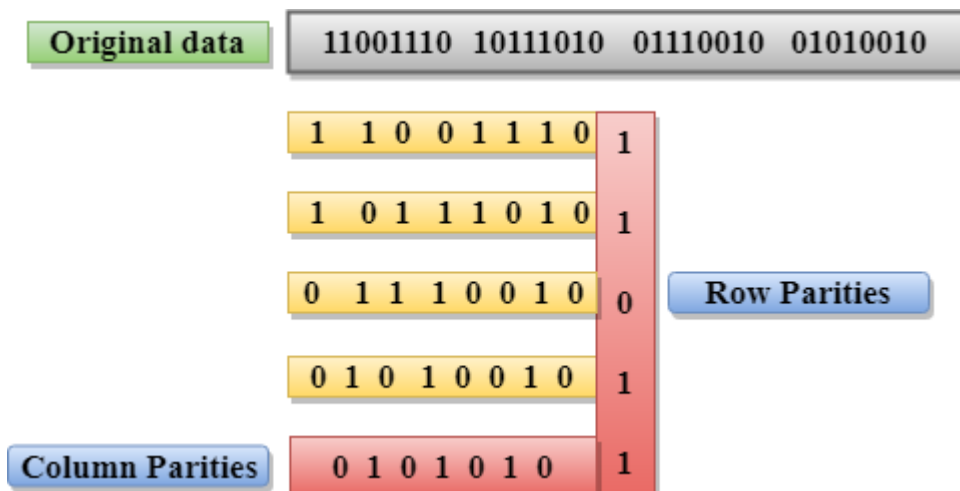 Original data 11001110 10111010 01110010 01010010
1 1 0 0 1 1 1 0 1
1 0 1 1 1 0 1 0 1
0 1 1 1 0 0 1 0 0
Row Parities
0 1 0 1 0 0 1 0 1
Column Parities 0 1 0 1 0 1 0 1